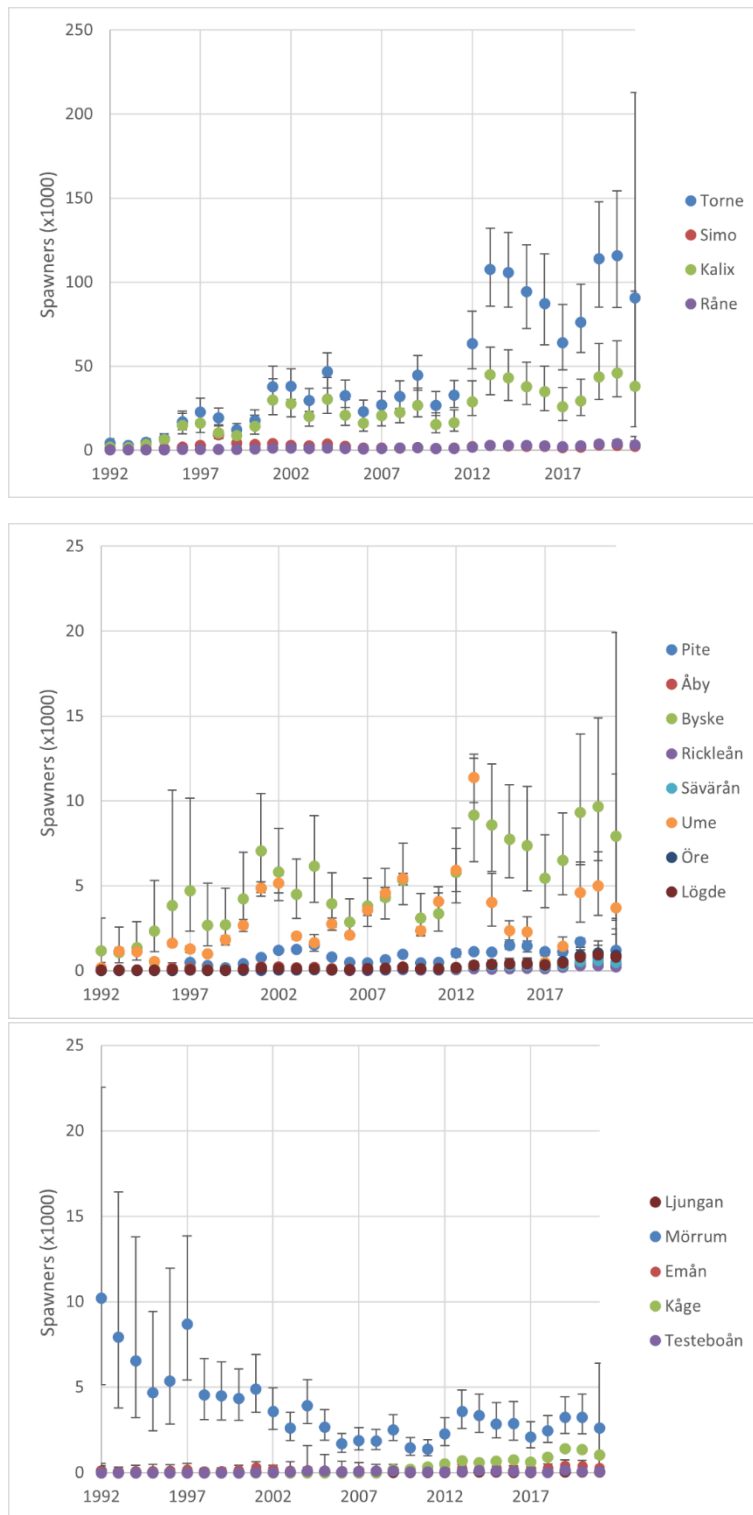 250
200
150
100
50
0
Spawners (x1000)
1992 1997 2002 2007 2012 2017
Torne
Simo
Kalix
Råne
25
20
15
10
5
0
Spawners (x1000)
1992 1997 2002 2007 2012 2017
Pite
Åby
Byske
Rickleån
Sävärån
Ume
Öre
Lögde
25
20
15
10
5
0
Spawners (x1000)
1992 1997 2002 2007 2012 2017
Ljungan
Mörrum
Emån
Kåge
Testeboån